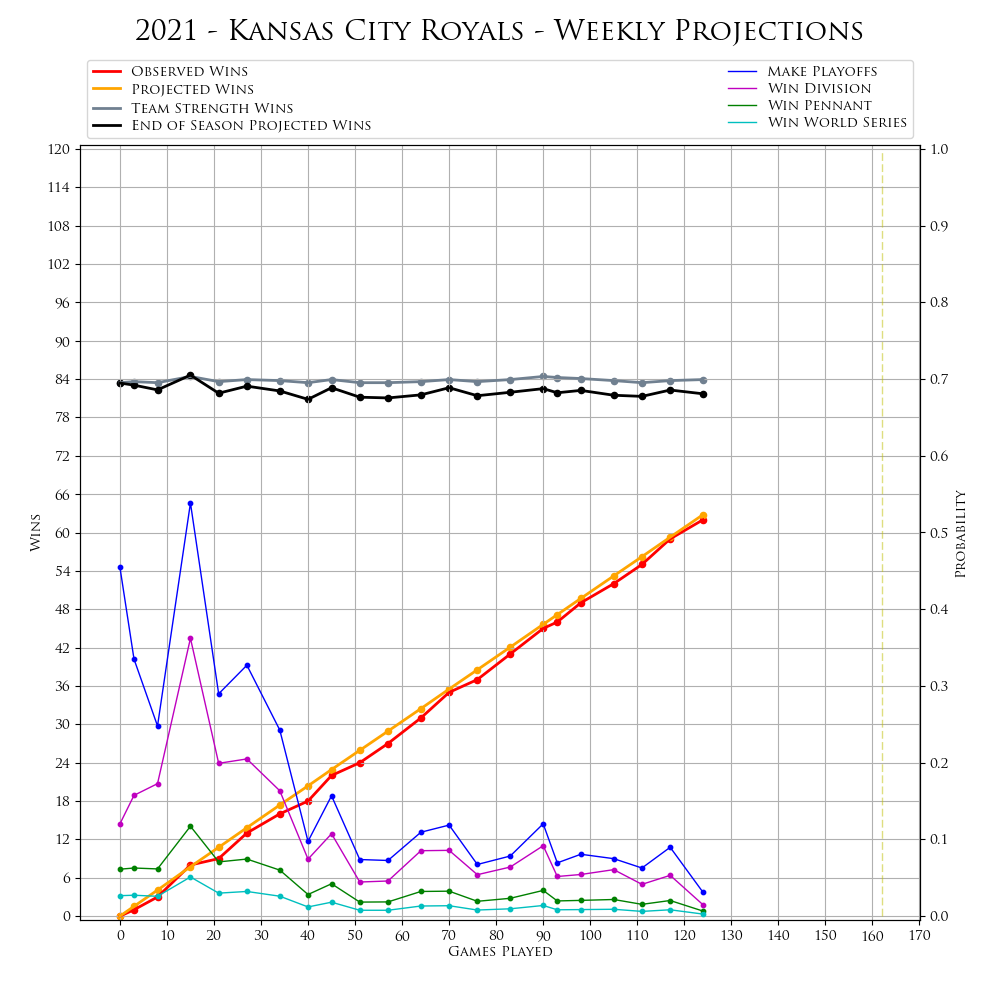 2021 - Kansas City Royals - Weekly Projections
Observed Wins
Projected Wins
Team Strength Wins
End of Season Projected Wins
Make Playoffs
Win Division
Win Pennant
Win World Series
120
114
108
102
96
90
84
78
72
66
60
54
48
42
36
30
24
18
12
6
0
Wins
1.0
0.9
0.8
0.7
0.6
0.5
0.4
0.3
0.2
0.1
0.0
Probability
0 10 20 30 40 50 60 70 80 90 100 110 120 130 140 150 160 170
Games Played